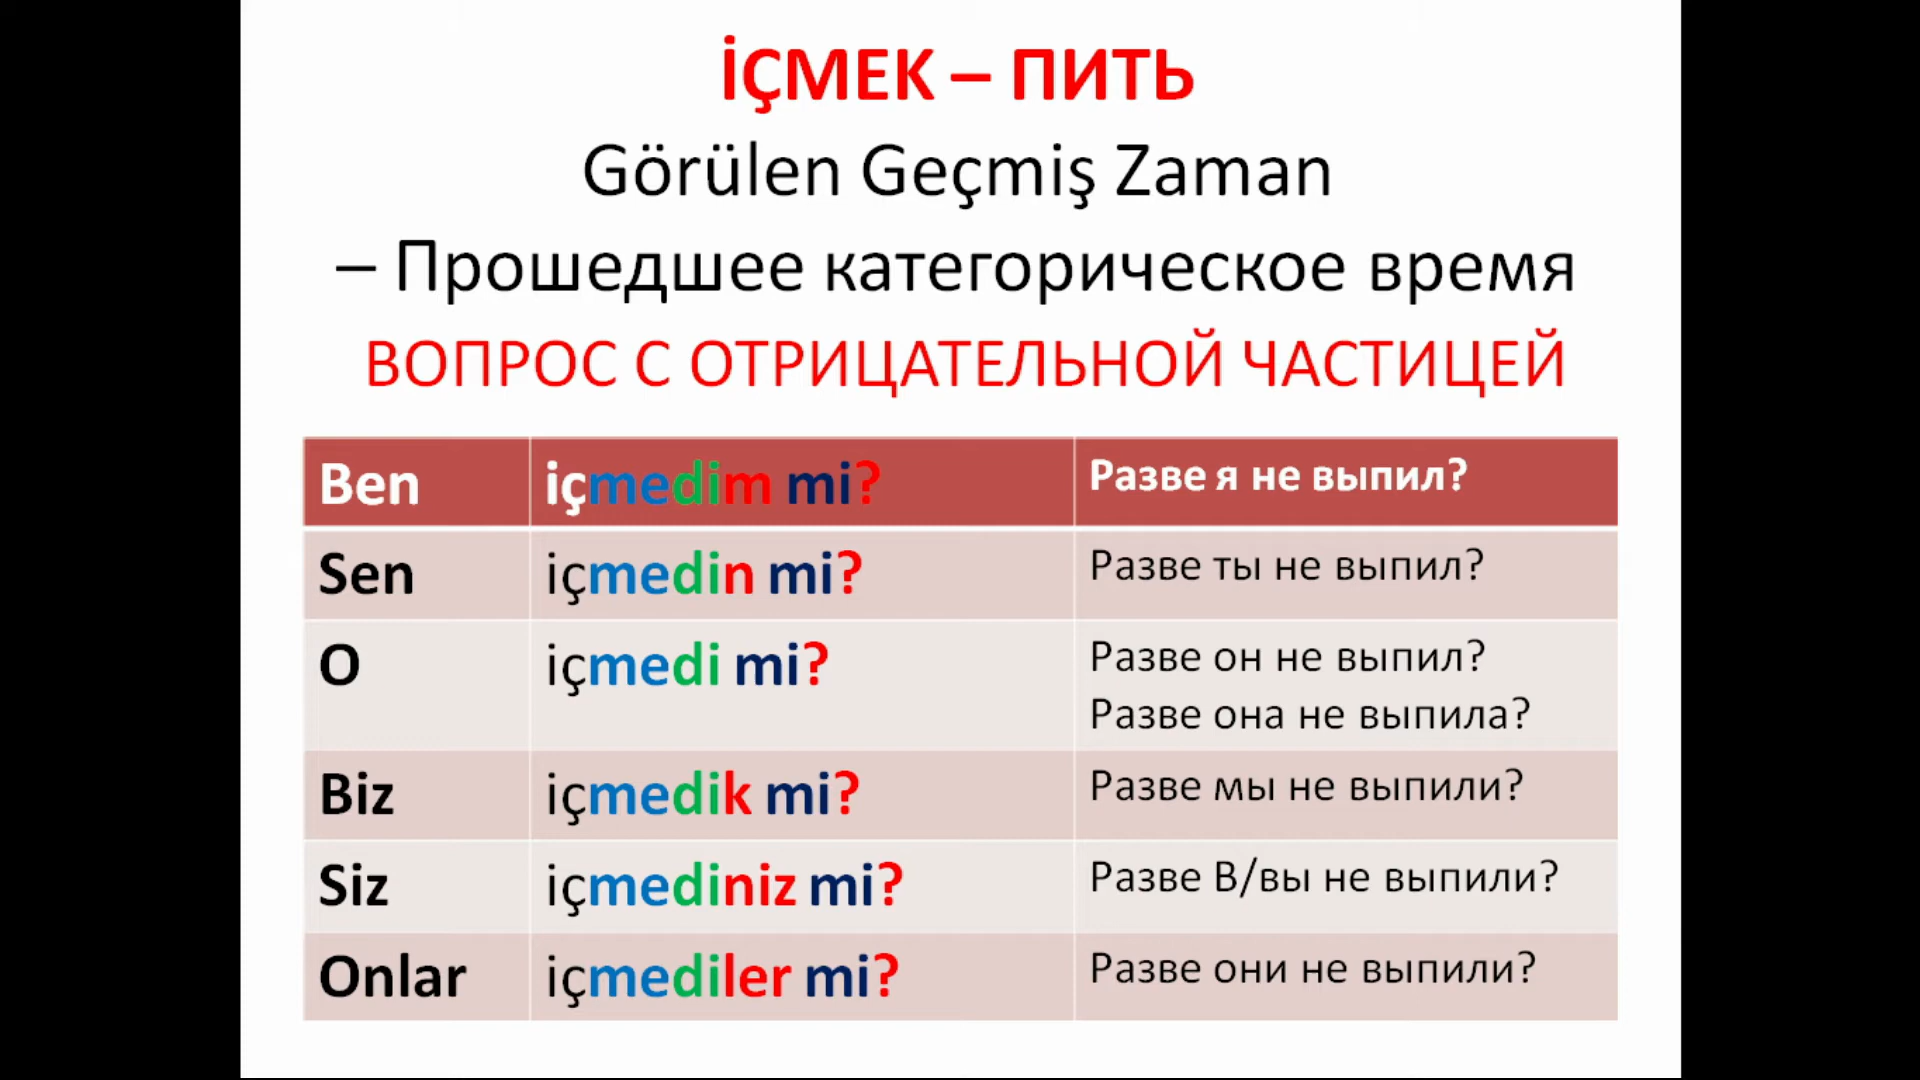 İÇMEK – ПИТЬ
Görülen Geçmiş Zaman
– Прошедшее категорическое время
ВОПРОС С ОТРИЦАТЕЛЬНОЙ ЧАСТИЦЕЙ
Ben içmedim mi? Разве я не выпил?
Sen içmedin mi? Разве ты не выпил?
O içmedi mi? Разве он не выпил?
Разве она не выпила?
Biz içmedik mi? Разве мы не выпили?
Siz içmediniz mi? Разве В/вы не выпили?
Onlar içmediler mi? Разве они не выпили?